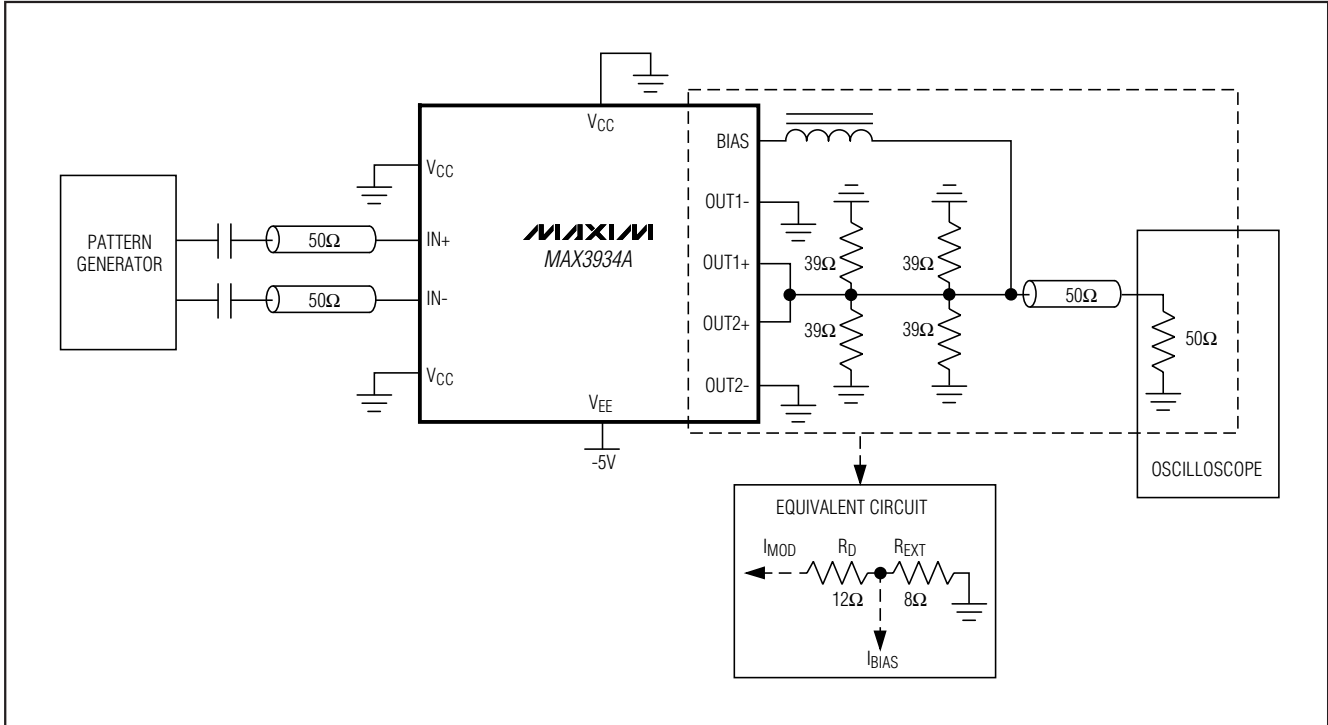 VCC
BIAS
VCC
OUT1-
PATTERN
GENERATOR
50Ω
IN+
MAXIM
MAX3934A
OUT1+
39Ω
39Ω
50Ω
50Ω
IN-
OUT2+
39Ω
39Ω
50Ω
VCC
OUT2-
VEE
-5V
OSCILLOSCOPE
EQUIVALENT CIRCUIT
IMOD
RD
REXT
12Ω
8Ω
IBIAS